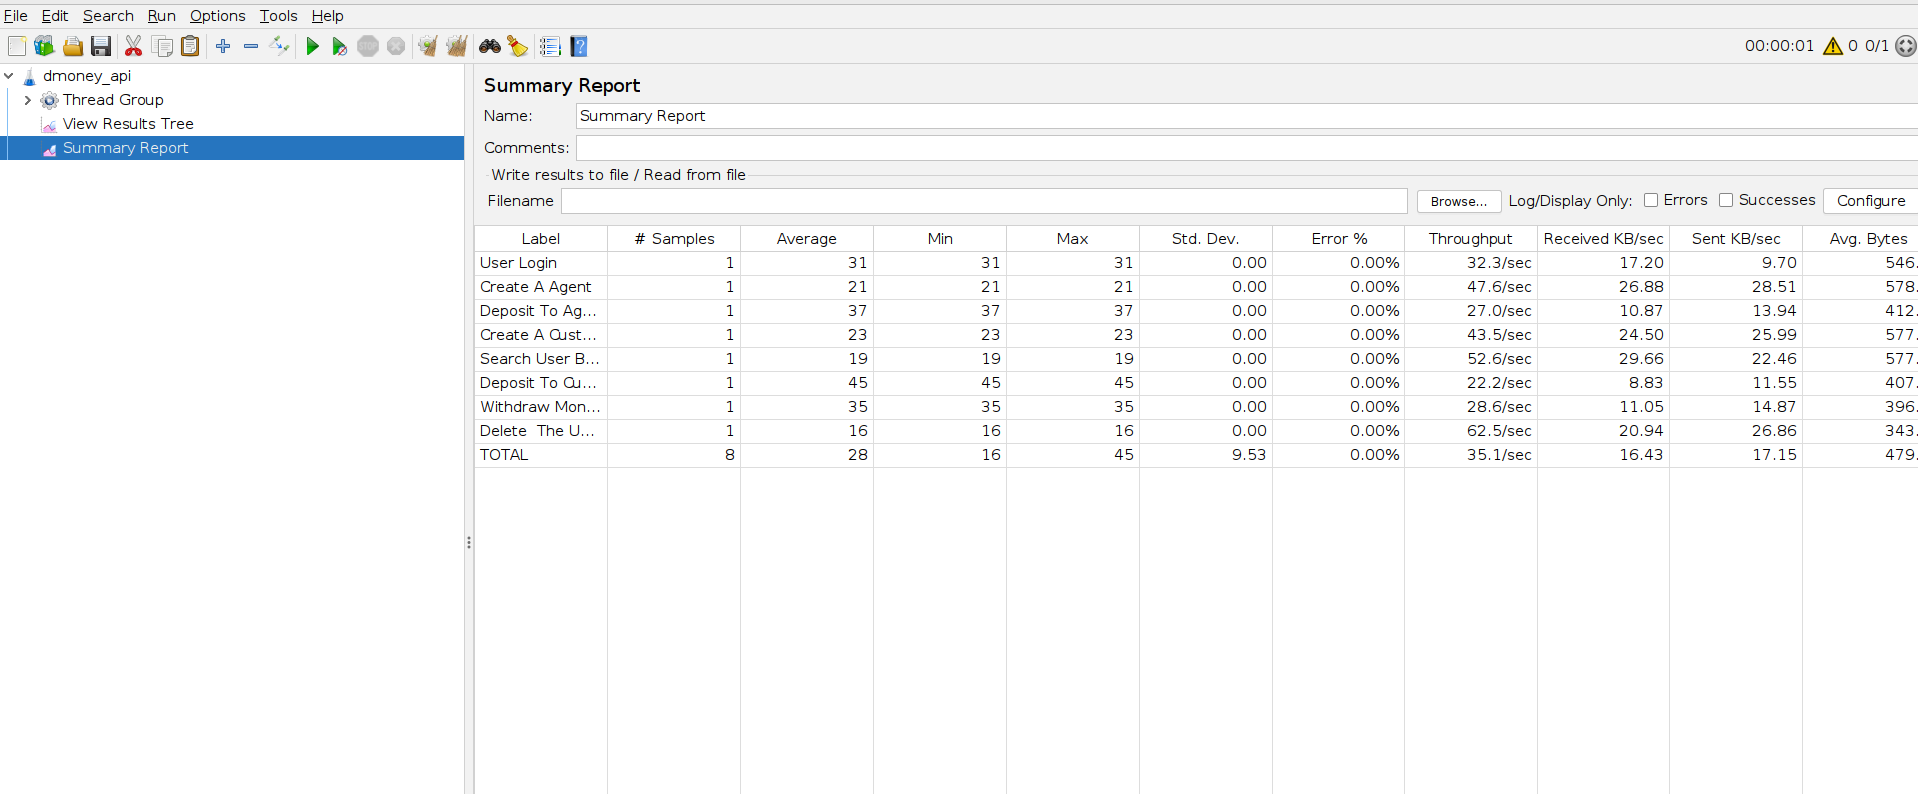 File Edit Search Run Options Tools Help
STOP 00:00:01 0 0/1
dmoney_api
Thread Group
View Results Tree
Summary Report
Summary Report
Name: Summary Report
Comments:
Write results to file / Read from file
Filename Browse... Log/Display Only: Errors Successes Configure
Label # Samples Average Min Max Std. Dev. Error % Throughput Received KB/sec Sent KB/sec Avg. Bytes
User Login 1 31 31 31 0.00 0.00% 32.3/sec 17.20 9.70 546.
Create A Agent 1 21 21 21 0.00 0.00% 47.6/sec 26.88 28.51 578.
Deposit To Ag... 1 37 37 37 0.00 0.00% 27.0/sec 10.87 13.94 412.
Create A Cust... 1 23 23 23 0.00 0.00% 43.5/sec 24.50 25.99 577.
Search User B... 1 19 19 19 0.00 0.00% 52.6/sec 29.66 22.46 577.
Deposit To Cu... 1 45 45 45 0.00 0.00% 22.2/sec 8.83 11.55 407.
Withdraw Mon... 1 35 35 35 0.00 0.00% 28.6/sec 11.05 14.87 396.
Delete  The U... 1 16 16 16 0.00 0.00% 62.5/sec 20.94 26.86 343.
TOTAL 8 28 16 45 9.53 0.00% 35.1/sec 16.43 17.15 479.